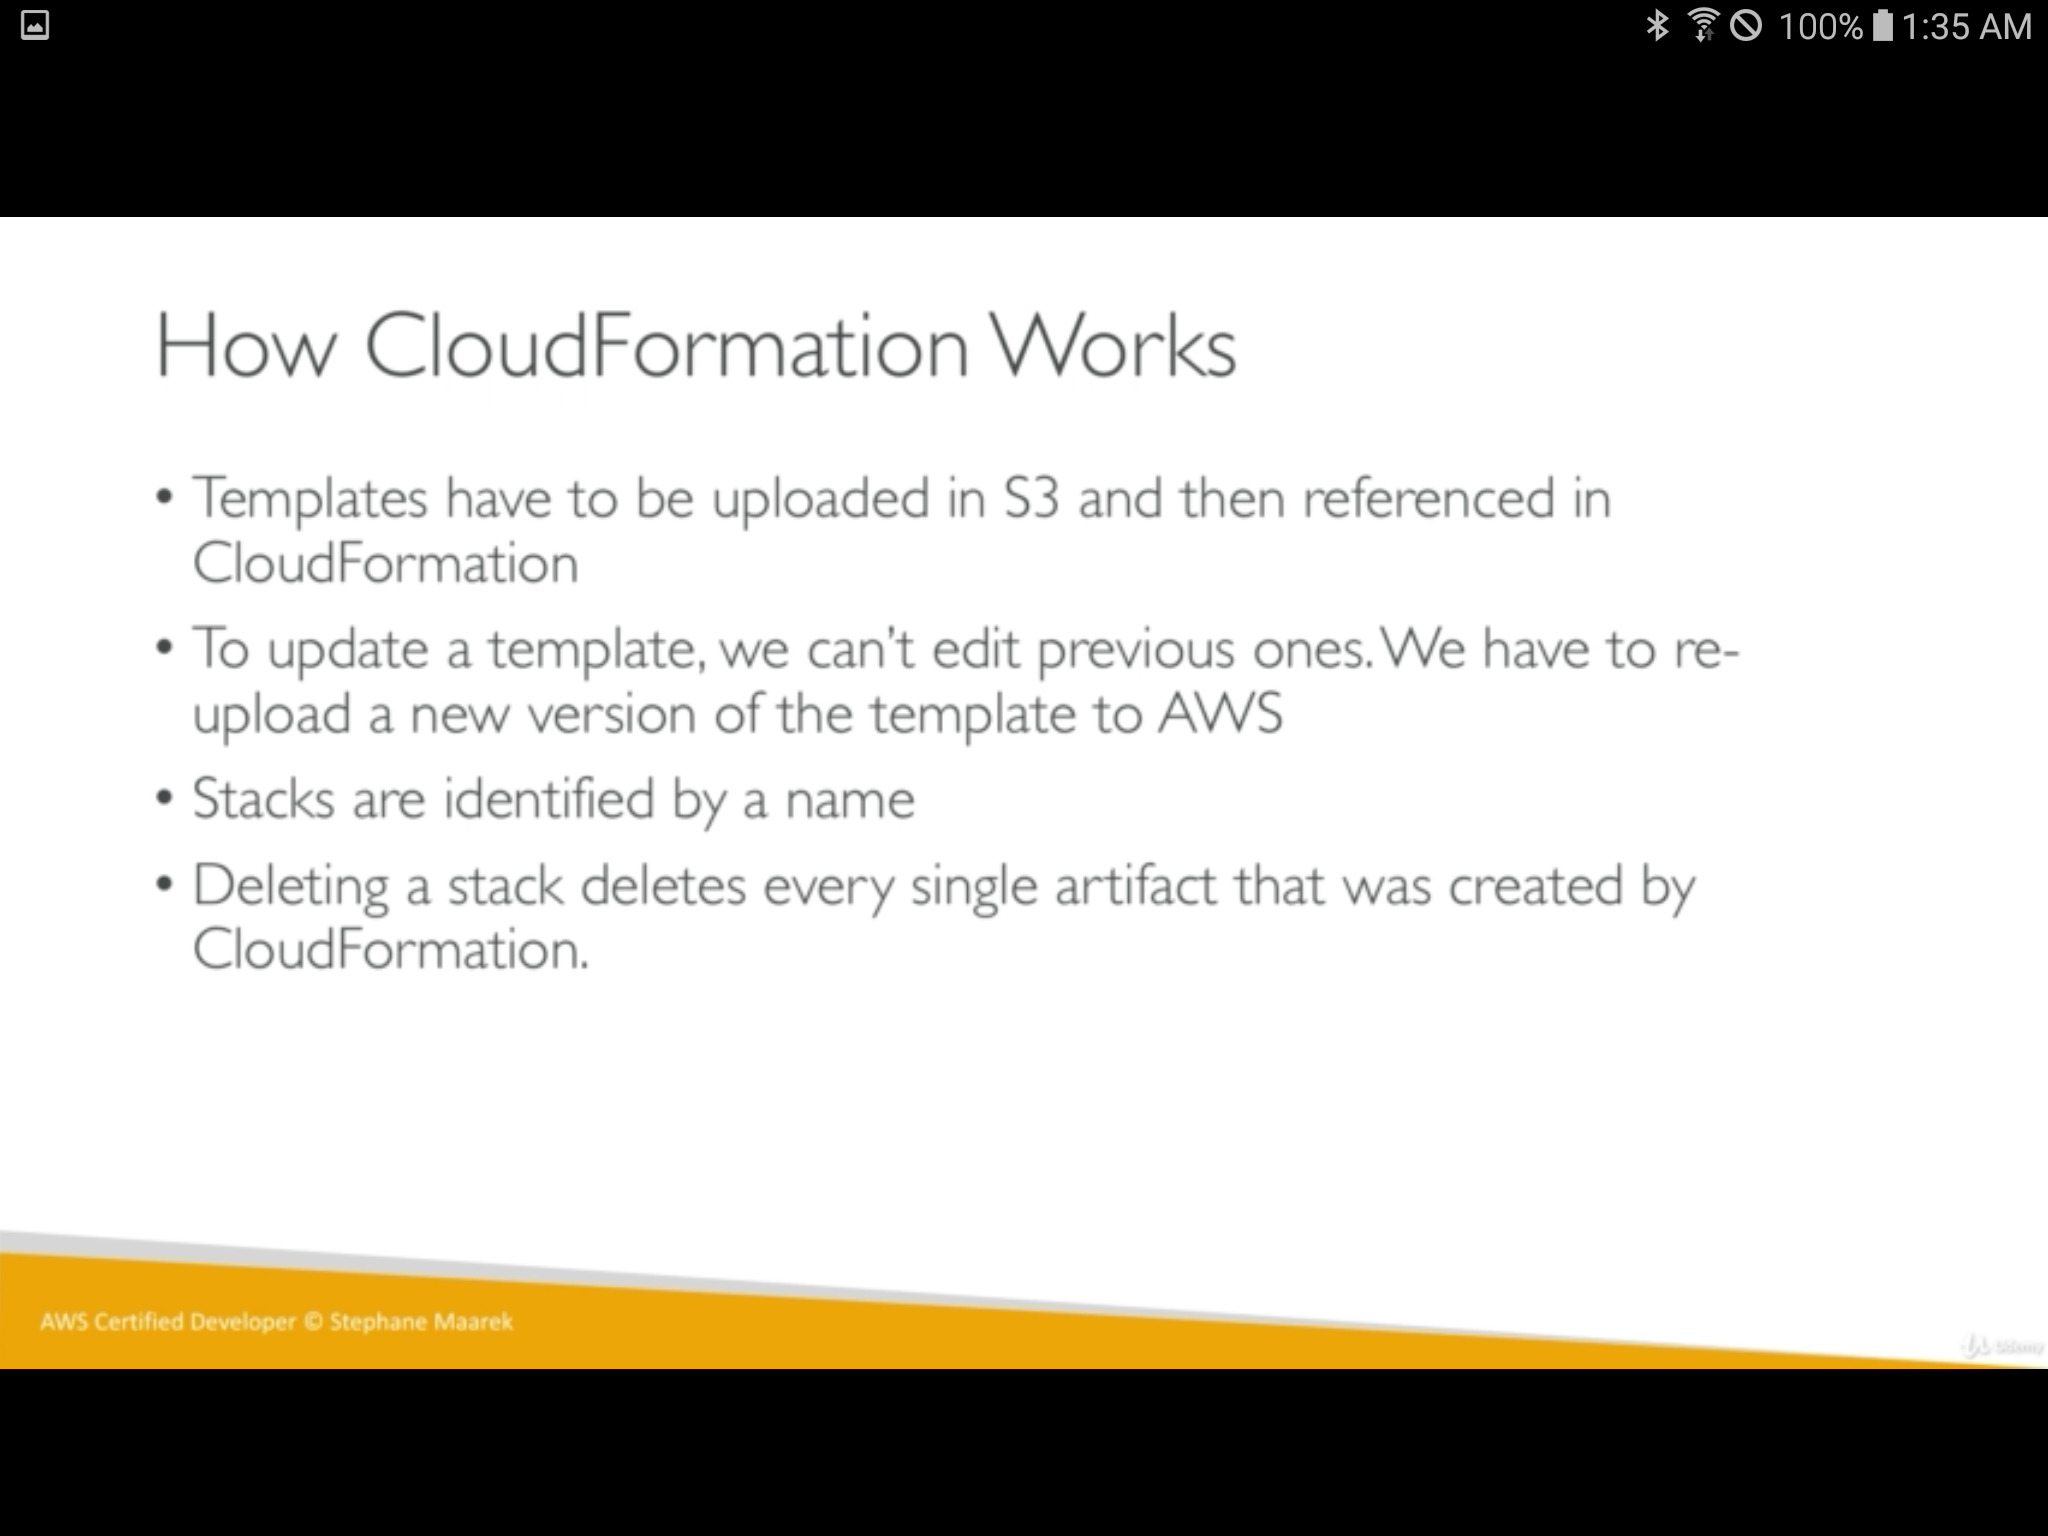 100% 1:35 AM
How CloudFormation Works
• Templates have to be uploaded in S3 and then referenced in
CloudFormation
• To update a template, we can't edit previous ones. We have to re-
upload a new version of the template to AWS
• Stacks are identified by a name
• Deleting a stack deletes every single artifact that was created by
CloudFormation.
AWS Certified Developer © Stephane Maarek
Udemy